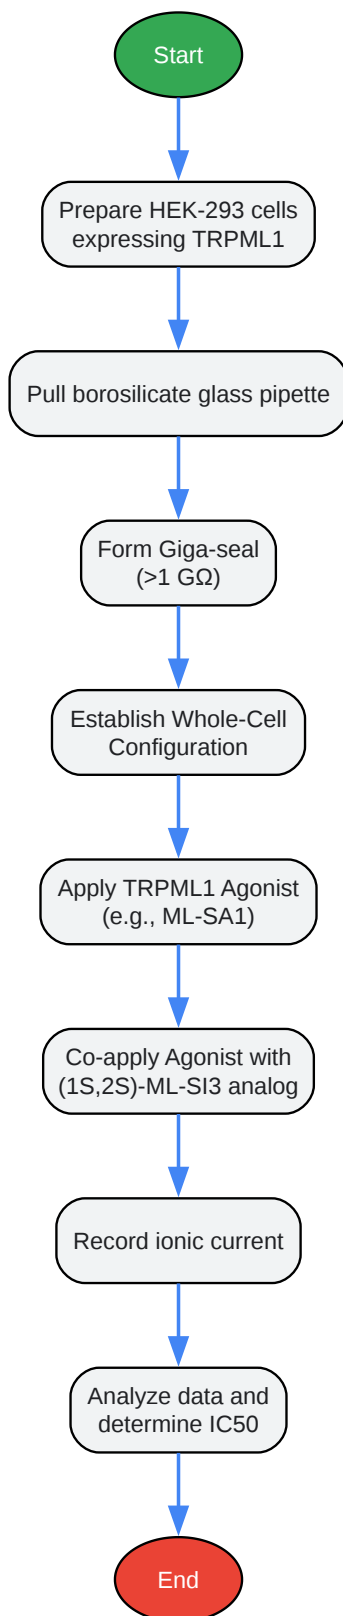 Start
Prepare HEK-293 cells
expressing TRPML1
Pull borosilicate glass pipette
Form Giga-seal
(>1 GΩ)
Establish Whole-Cell
Configuration
Apply TRPML1 Agonist
(e.g., ML-SA1)
Co-apply Agonist with
(1S,2S)-ML-SI3 analog
Record ionic current
Analyze data and
determine IC50
End